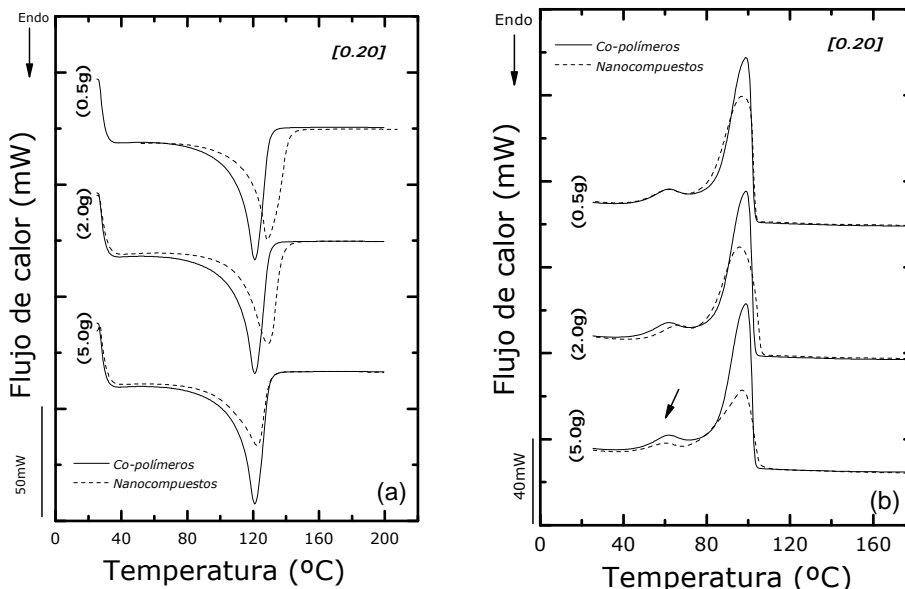 Endo
[0.20]
(0.5g)
(2.0g)
(5.0g)
Flujo de calor (mW)
50mW
Co-polímeros
Nanocompuestos
(a)
0 40 80 120 160 200
Temperatura (ºC)
Endo
[0.20]
Co-polímeros
Nanocompuestos
(0.5g)
(2.0g)
(5.0g)
Flujo de calor (mW)
40mW
(b)
0 40 80 120 160
Temperatura (ºC)